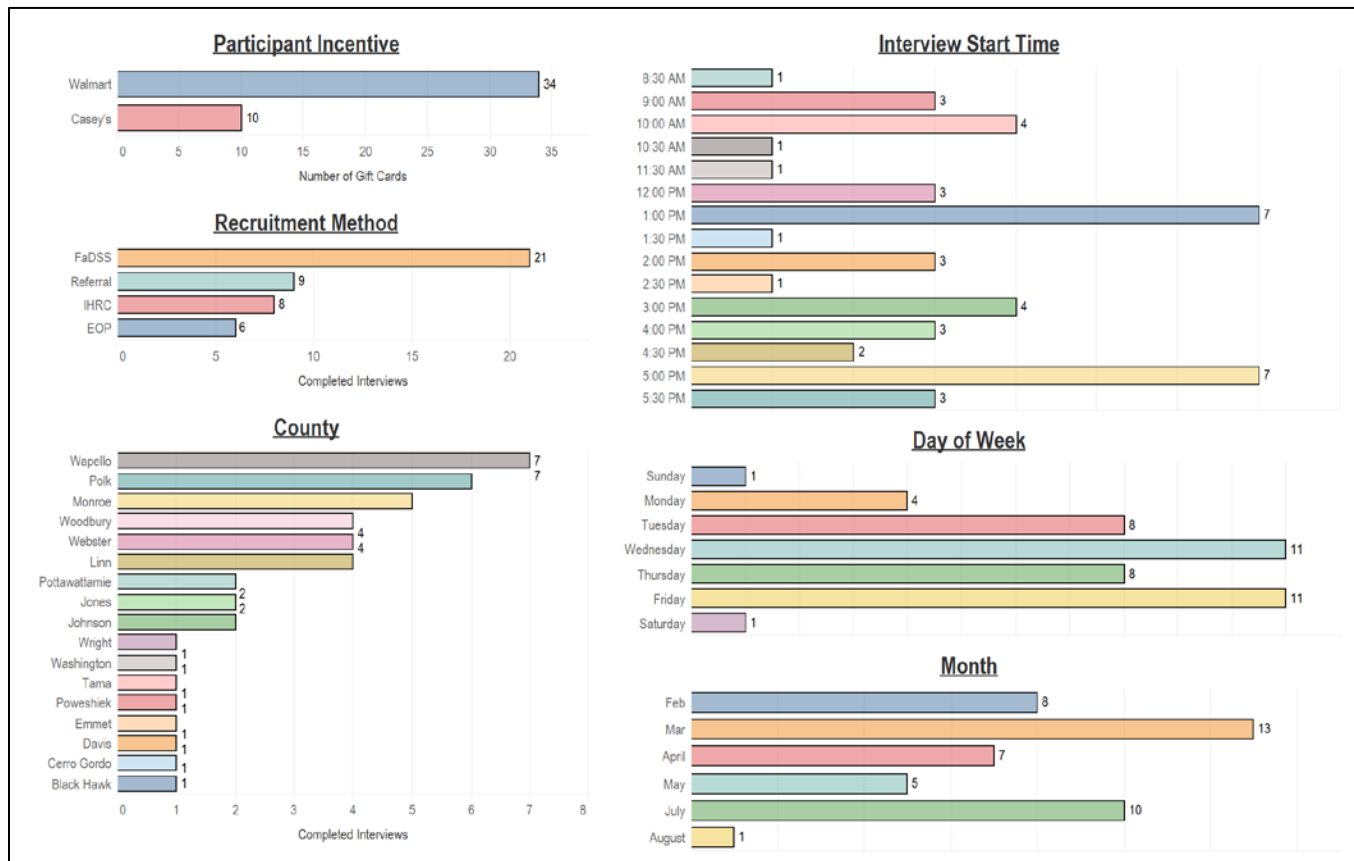 Participant Incentive
Walmart 34
Casey's 10
0 5 10 15 20 25 30 35
Number of Gift Cards
Recruitment Method
FaDSS 21
Referral 9
IHRC 8
EOP 6
0 5 10 15 20
Completed Interviews
County
Wapello 7
Polk 7
Monroe
Woodbury
4
Webster
4
Linn
Pottawattamie
2
Jones
2
Johnson
Wright
1
Washington
1
Tama
1
Poweshiek
1
Emmet
1
Davis
1
Cerro Gordo
1
Black Hawk 1
0 1 2 3 4 5 6 7 8
Completed Interviews
Interview Start Time
8:30 AM 1
9:00 AM 3
10:00 AM 4
10:30 AM 1
11:30 AM 1
12:00 PM 3
1:00 PM 7
1:30 PM 1
2:00 PM 3
2:30 PM 1
3:00 PM 4
4:00 PM 3
4:30 PM 2
5:00 PM 7
5:30 PM 3
Day of Week
Sunday 1
Monday 4
Tuesday 8
Wednesday 11
Thursday 8
Friday 11
Saturday 1
Month
Feb 8
Mar 13
April 7
May 5
July 10
August 1